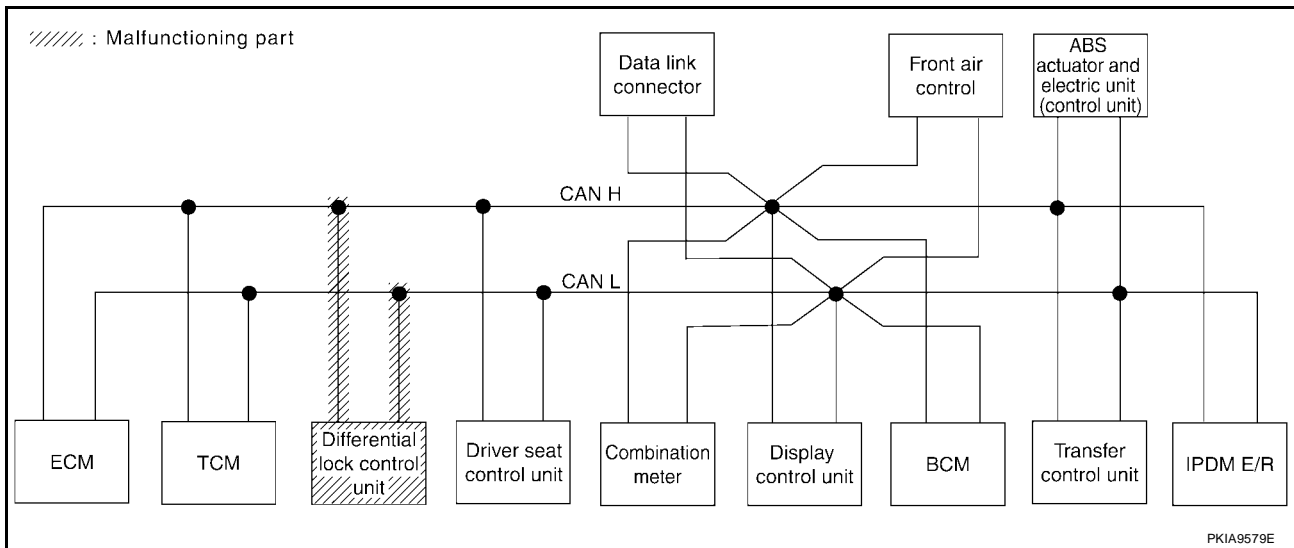 : Malfunctioning part
Data link
connector
Front air
control
ABS
actuator and
electric unit
(control unit)
CAN H
CAN L
ECM
TCM
Differential
lock control
unit
Driver seat
control unit
Combination
meter
Display
control unit
BCM
Transfer
control unit
IPDM E/R
PKIA9579E